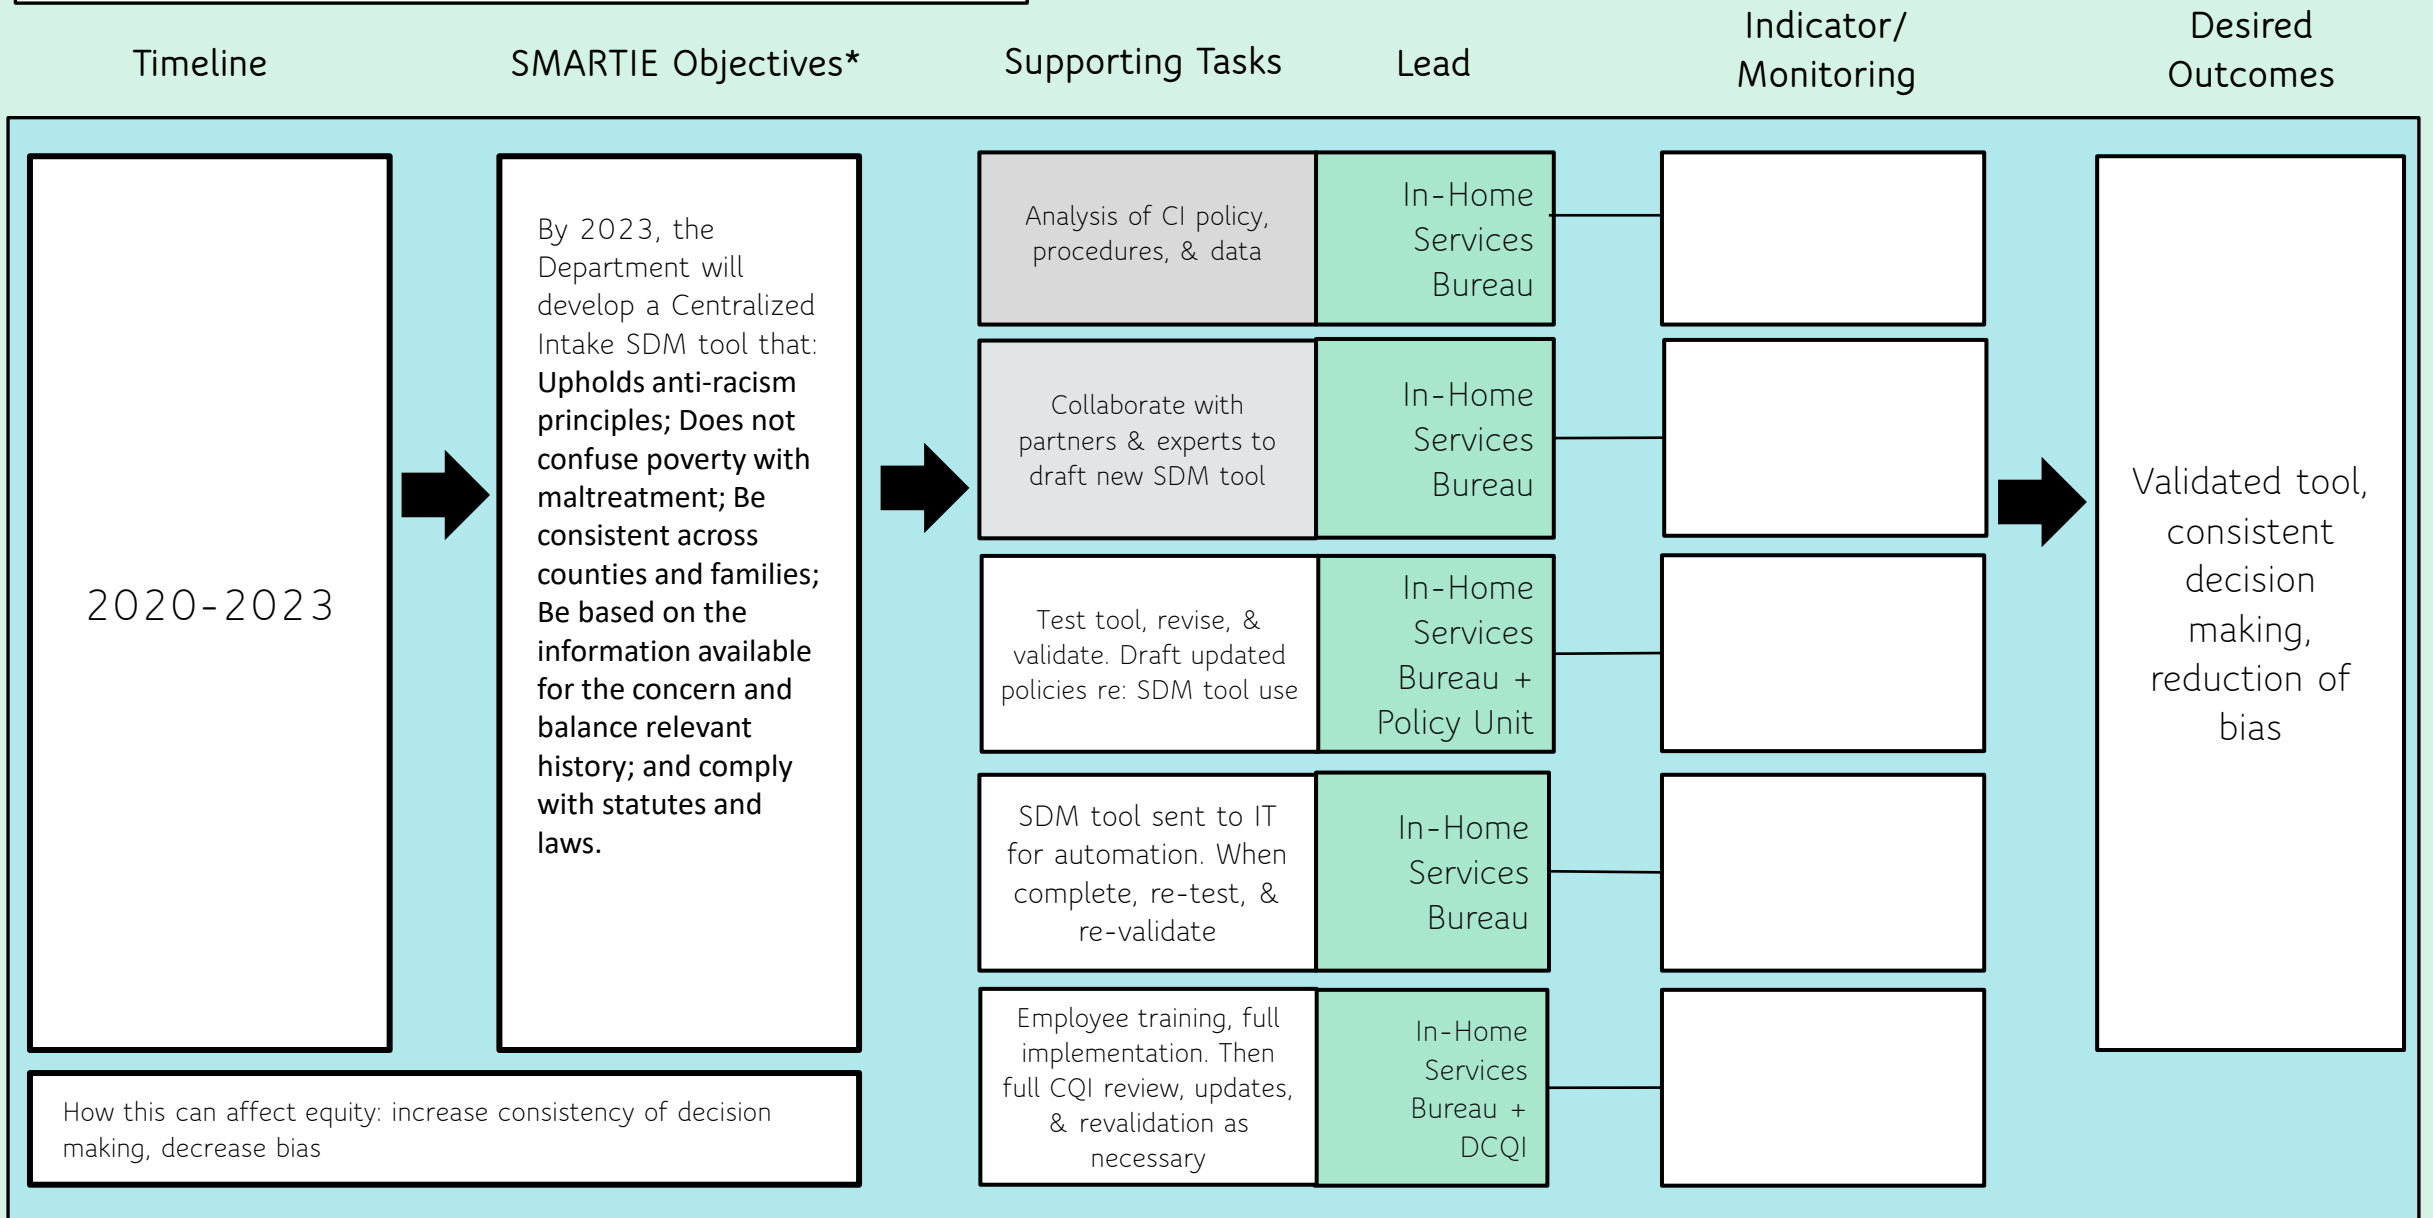 Timeline
SMARTIE Objectives*
Supporting Tasks
Lead
Indicator/
Monitoring
Desired
Outcomes
2020-2023
By 2023, the
Department will
develop a Centralized
Intake SDM tool that:
Upholds anti-racism
principles; Does not
confuse poverty with
maltreatment; Be
consistent across
counties and families;
Be based on the
information available
for the concern and
balance relevant
history; and comply
with statutes and
laws.
How this can affect equity: increase consistency of decision
making, decrease bias
Analysis of CI policy,
procedures, & data
In-Home
Services
Bureau
Collaborate with
partners & experts to
draft new SDM tool
In-Home
Services
Bureau
Test tool, revise, &
validate. Draft updated
policies re: SDM tool use
In-Home
Services
Bureau +
Policy Unit
SDM tool sent to IT
for automation. When
complete, re-test, &
re-validate
In-Home
Services
Bureau
Employee training, full
implementation. Then
full CQI review, updates,
& revalidation as
necessary
In-Home
Services
Bureau +
DCQI
Validated tool,
consistent
decision
making,
reduction of
bias